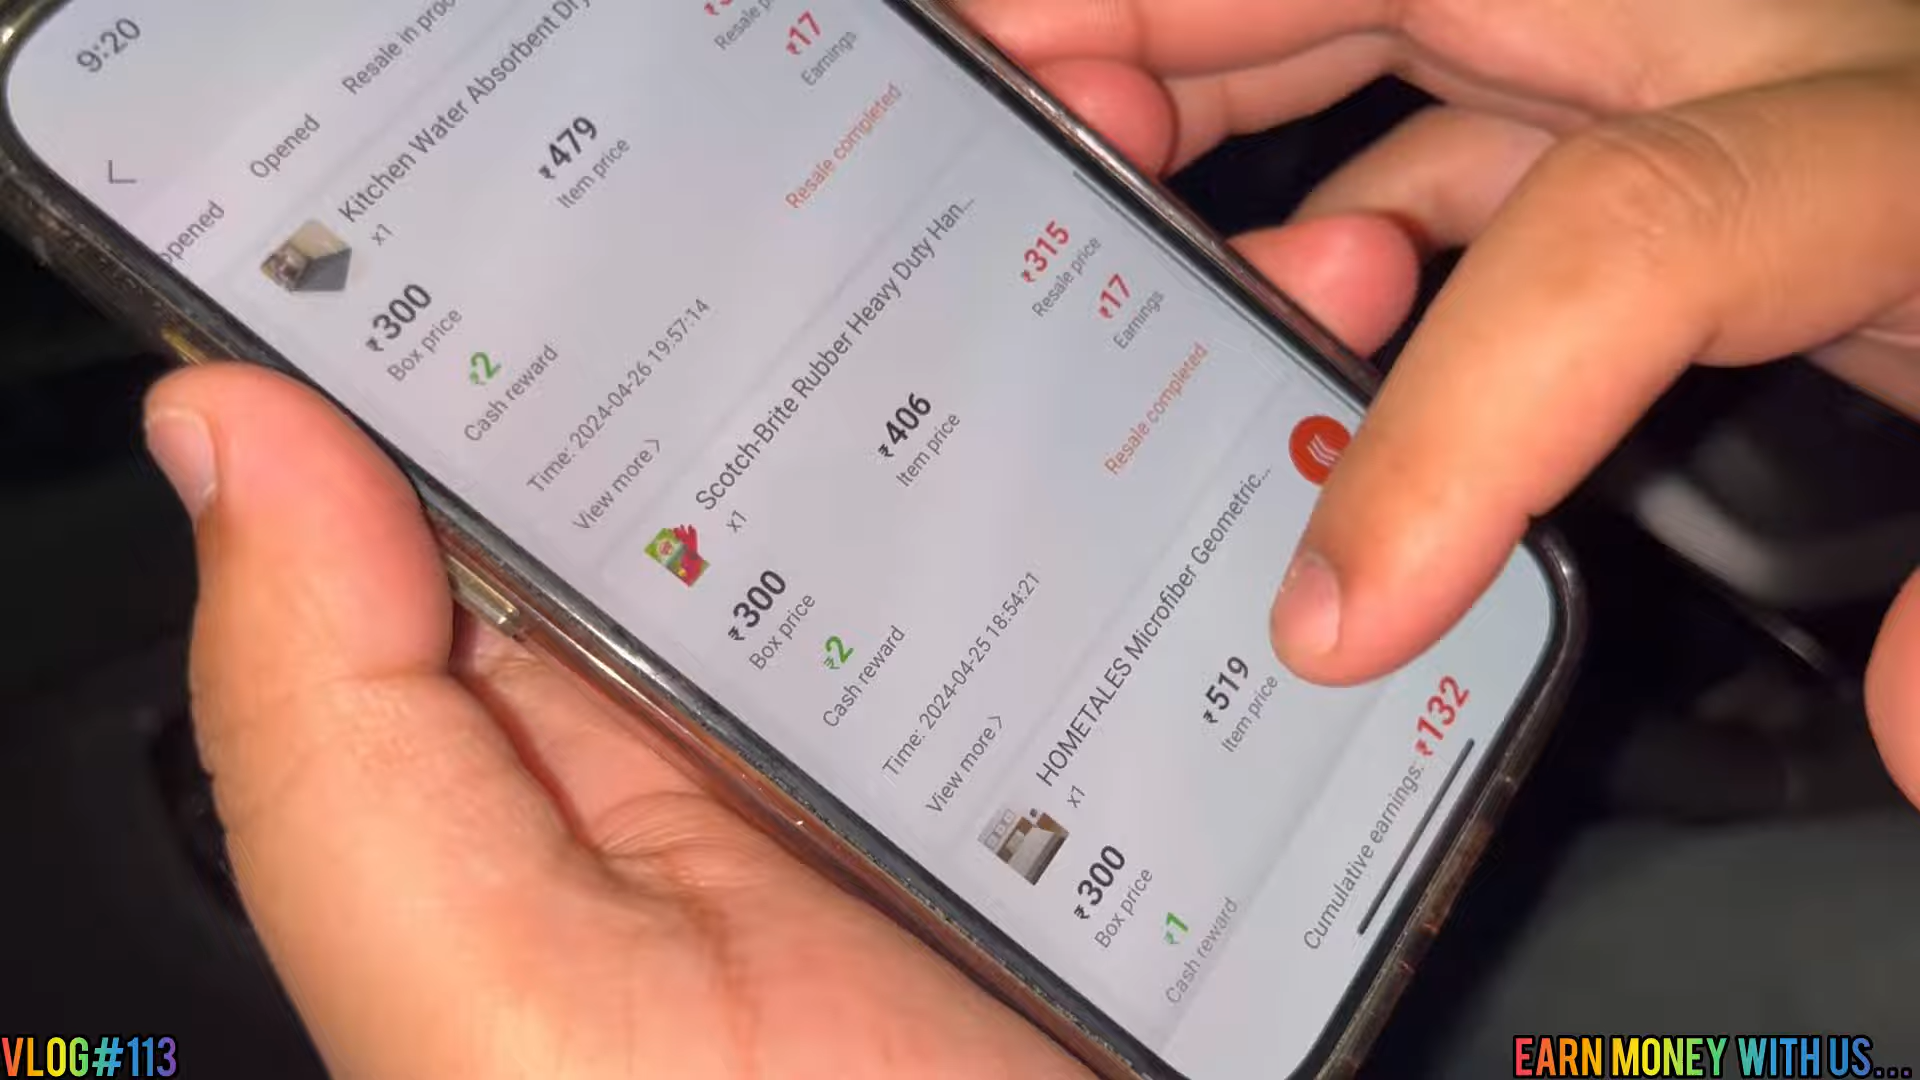 9:20
Opened
Resale in
Kitchen Water Absorbent
x1
₹300
Box price
₹479
Item price
Resale
₹17
Earnings
₹2
Cash reward
Resale completed
Time: 2024-04-26 19:57:14
View more >
Scotch-Brite Rubber Heavy Duty Han...
x1
₹300
Box price
₹406
Item price
₹315
Resale price
₹17
Earnings
₹2
Cash reward
Resale completed
Time: 2024-04-25 18:54:21
View more >
HOMETALES Microfiber Geometric...
x1
₹300
Box price
₹519
Item price
₹1
Cash reward
Cumulative earnings: ₹132
VLOG#113
EARN MONEY WITH US...